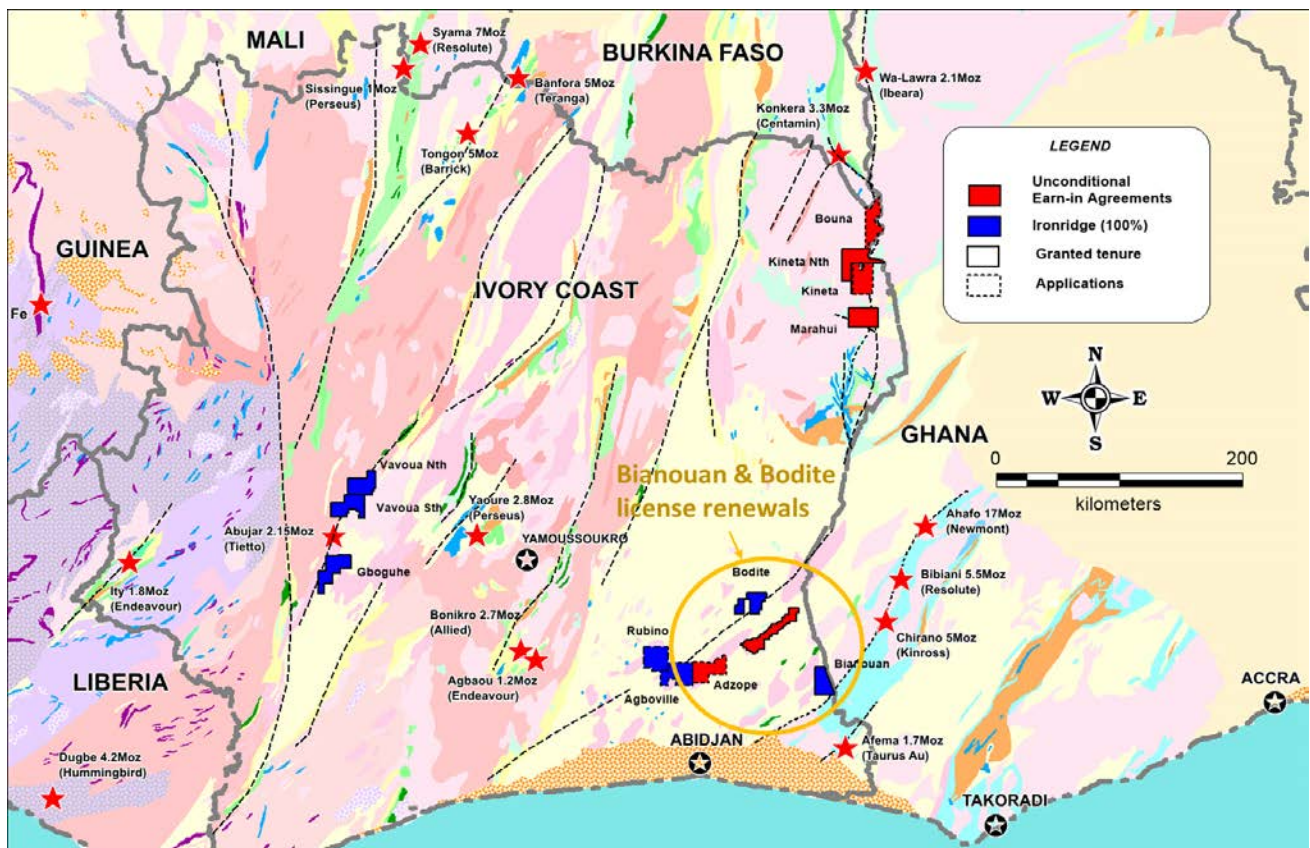 MALI
Syama 7Moz
(Resolute)
BURKINA FASO
Sissingue 1Moz
(Perseus)
Banfora 5Moz
(Teranga)
Wa-Lawra 2.1Moz
(Ibeara)
Konkera 3.3Moz
(Centamin)
Tongon 5Moz
(Barrick)
LEGEND
Unconditional
Earn-in Agreements
Ironridge (100%)
Granted tenure
Applications
GUINEA
Fe
IVORY COAST
Bouna
Kineta Nth
Kineta
Marahui
N
W
E
S
GHANA
0
200
kilometers
Bianouan & Bodite
license renewals
Vavoua Nth
Vavoua Sth
Abujar 2.15Moz
(Tietto)
Gboguhe
Yaoure 2.8Moz
(Perseus)
YAMOUSSOUKRO
Ahafo 17Moz
(Newmont)
Bibiani 5.5Moz
(Resolute)
Chirano 5Moz
(Kinross)
Ity 1.8Moz
(Endeavour)
Bodite
Bonikro 2.7Moz
(Allied)
Rubino
Bianouan
Agbaou 1.2Moz
(Endeavour)
Agboville
Adzope
LIBERIA
ACCRA
ABIDJAN
Afema 1.7Moz
(Taurus Au)
Dugbe 4.2Moz
(Hummingbird)
TAKORADI